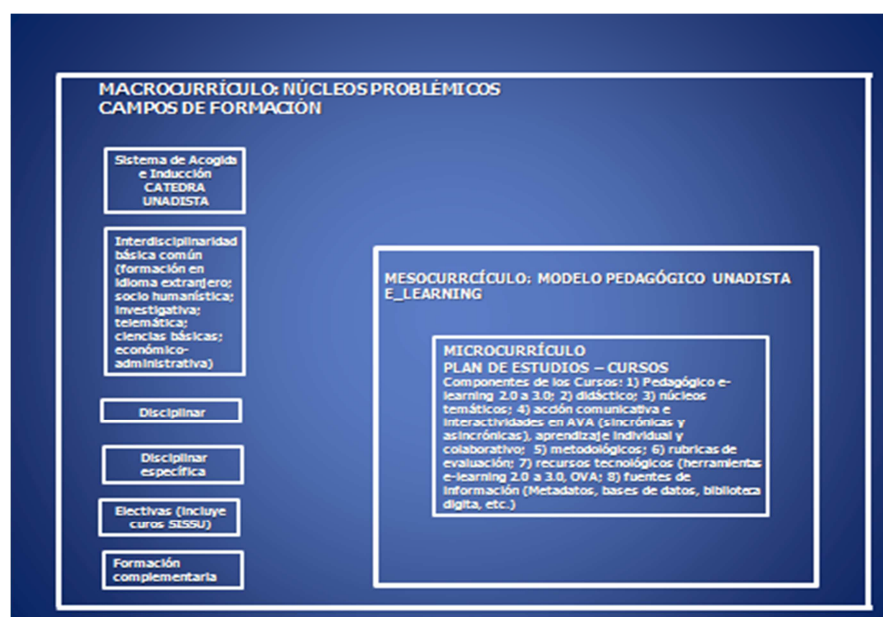 MACROCURRÍCULO: NÚCLEOS PROBLÉMICOS
CAMPOS DE FORMACIÓN
Sistema de Acogida
e Inducción
CATEDRA
UNADISTA
Interdisciplinaridad
básica común
(formación en
idioma extranjero;
socio humanística;
investigativa;
telemática;
ciencias básicas;
económico-
administrativa)
Disciplinar
Disciplinar
específica
Electivas (incluye
curos SISSU)
Formación
complementaria
MESOCURRCÍCULO: MODELO PEDAGÓGICO UNADISTA
E_LEARNING
MICROCURRÍCULO
PLAN DE ESTUDIOS – CURSOS
Componentes de los Cursos: 1) Pedagógico e-
learning 2.0 a 3.0; 2) didáctico; 3) núcleos
temáticos; 4) acción comunicativa e
interactividades en AVA (sincrónicas y
asincrónicas), aprendizaje individual y
colaborativo; 5) metodológicos; 6) rubricas de
evaluación; 7) recursos tecnológicos (herramientas
e-learning 2.0 a 3.0, OVA; 8) fuentes de
información (Metadatos, bases de datos, biblioteca
digita, etc.)